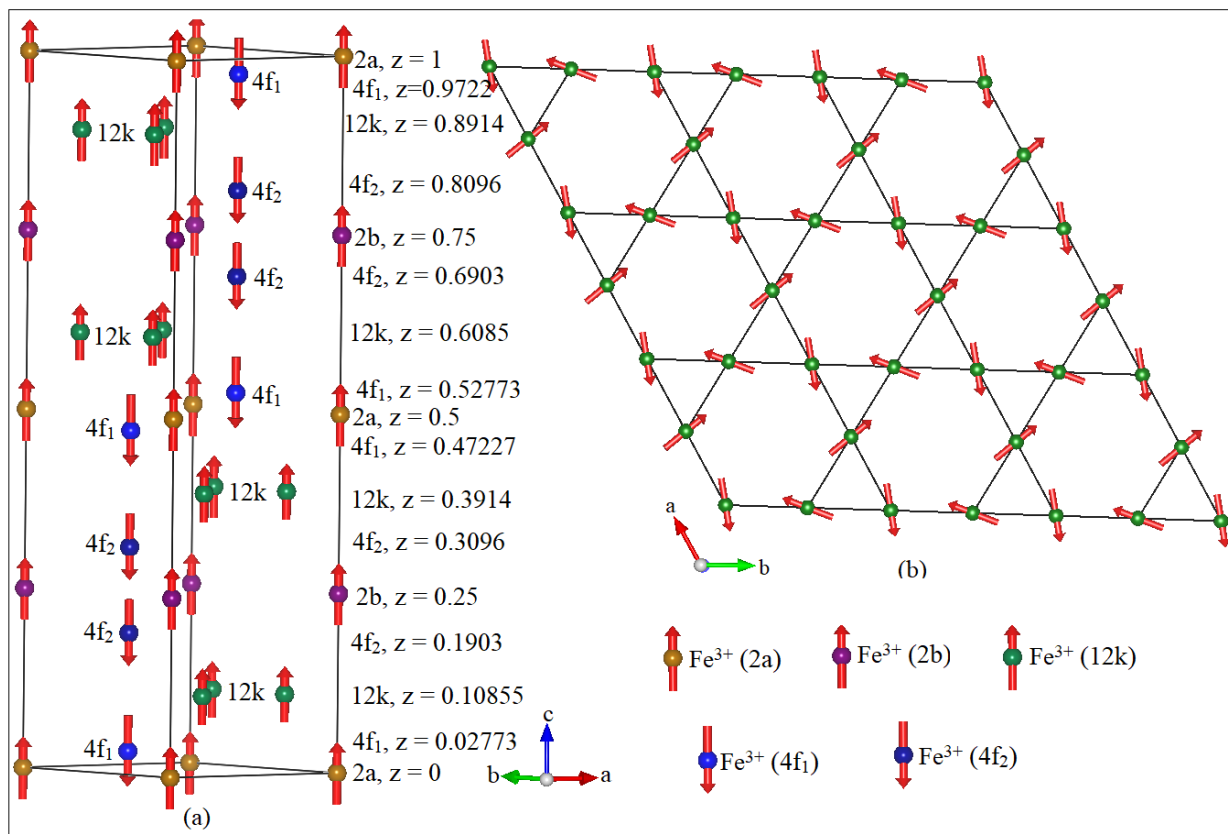 2a, z = 1
4f₁
4f₁, z=0.9722
12k
12k, z = 0.8914
4f₂
4f₂, z = 0.8096
2b, z = 0.75
4f₂
4f₂, z = 0.6903
12k
12k, z = 0.6085
4f₁
4f₁, z = 0.52773
2a, z = 0.5
4f₁
4f₁, z = 0.47227
12k
12k, z = 0.3914
4f₂
4f₂, z = 0.3096
2b, z = 0.25
4f₂
4f₂, z = 0.1903
12k
12k, z = 0.10855
4f₁
4f₁, z = 0.02773
2a, z = 0
c
b
a
(a)
a
b
(b)
Fe³⁺ (2a)
Fe³⁺ (2b)
Fe³⁺ (12k)
Fe³⁺ (4f₁)
Fe³⁺ (4f₂)